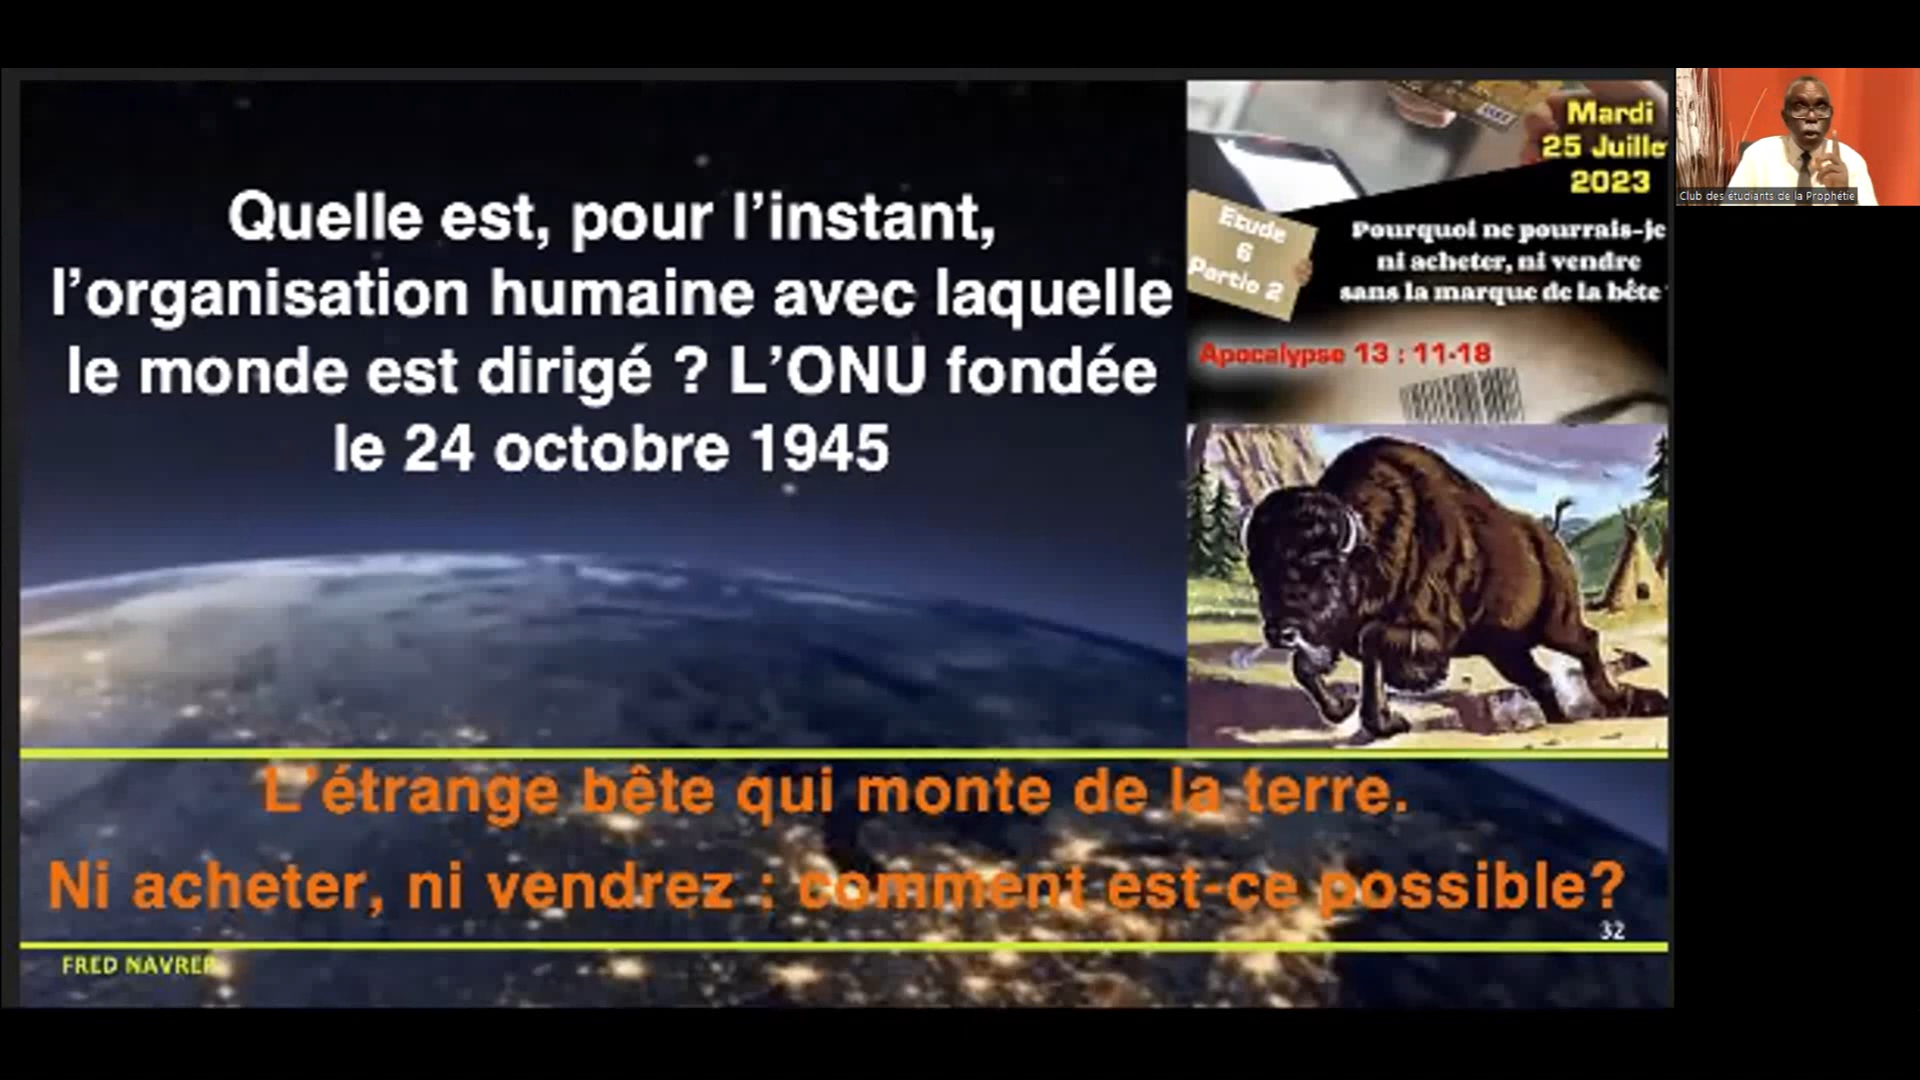 Quelle est, pour l’instant,
l’organisation humaine avec laquelle
le monde est dirigé ? L’ONU fondée
le 24 octobre 1945
Mardi
25 Juille
2023
Etude
6
Partie 2
Pourquoi ne pourrais-je
ni acheter, ni vendre
sans la marque de la bête
Apocalypse 13 : 11-18
L’étrange bête qui monte de la terre.
Ni acheter, ni vendrez : comment est-ce possible?
32
FRED NAVRER
Club des étudiants de la Prophétie